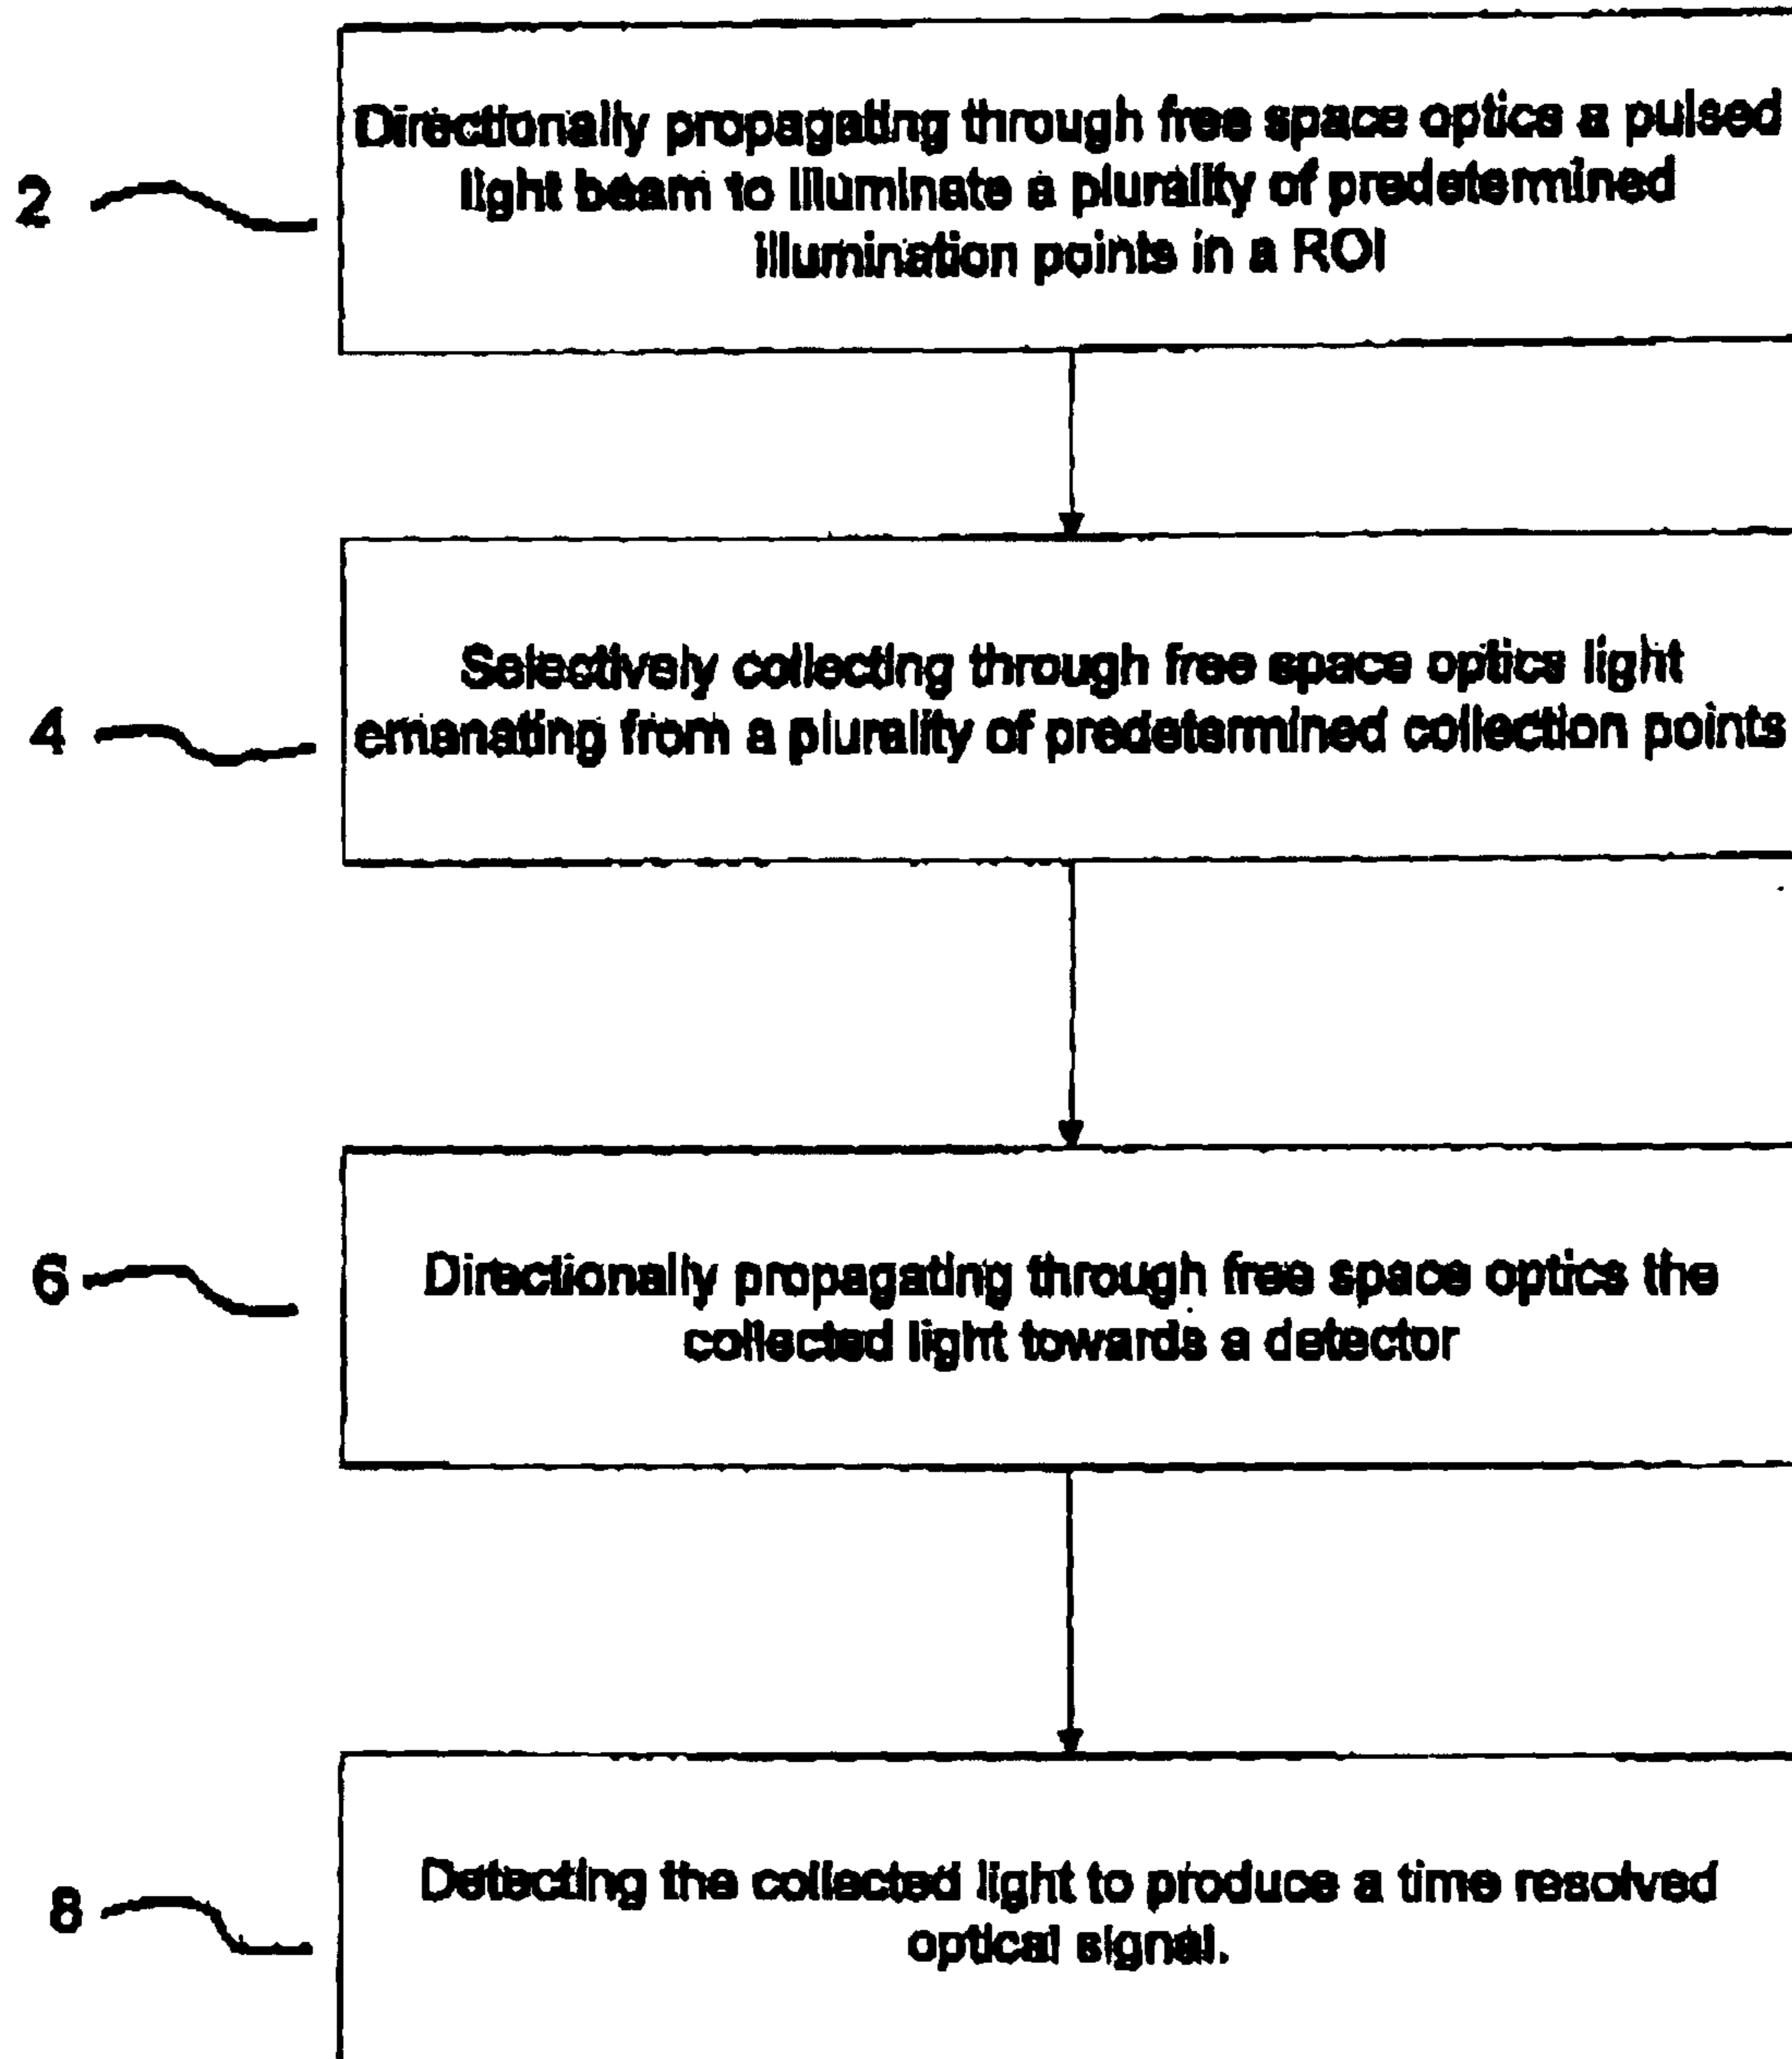 2
Directionally propagating through free space optics a pulsed
light beam to illuminate a plurality of predetermined
illumination points in a ROI
4
Selectively collecting through free space optics light
emanating from a plurality of predetermined collection points
6
Directionally propagating through free space optics the
collected light towards a detector
8
Detecting the collected light to produce a time resolved
optical signal.